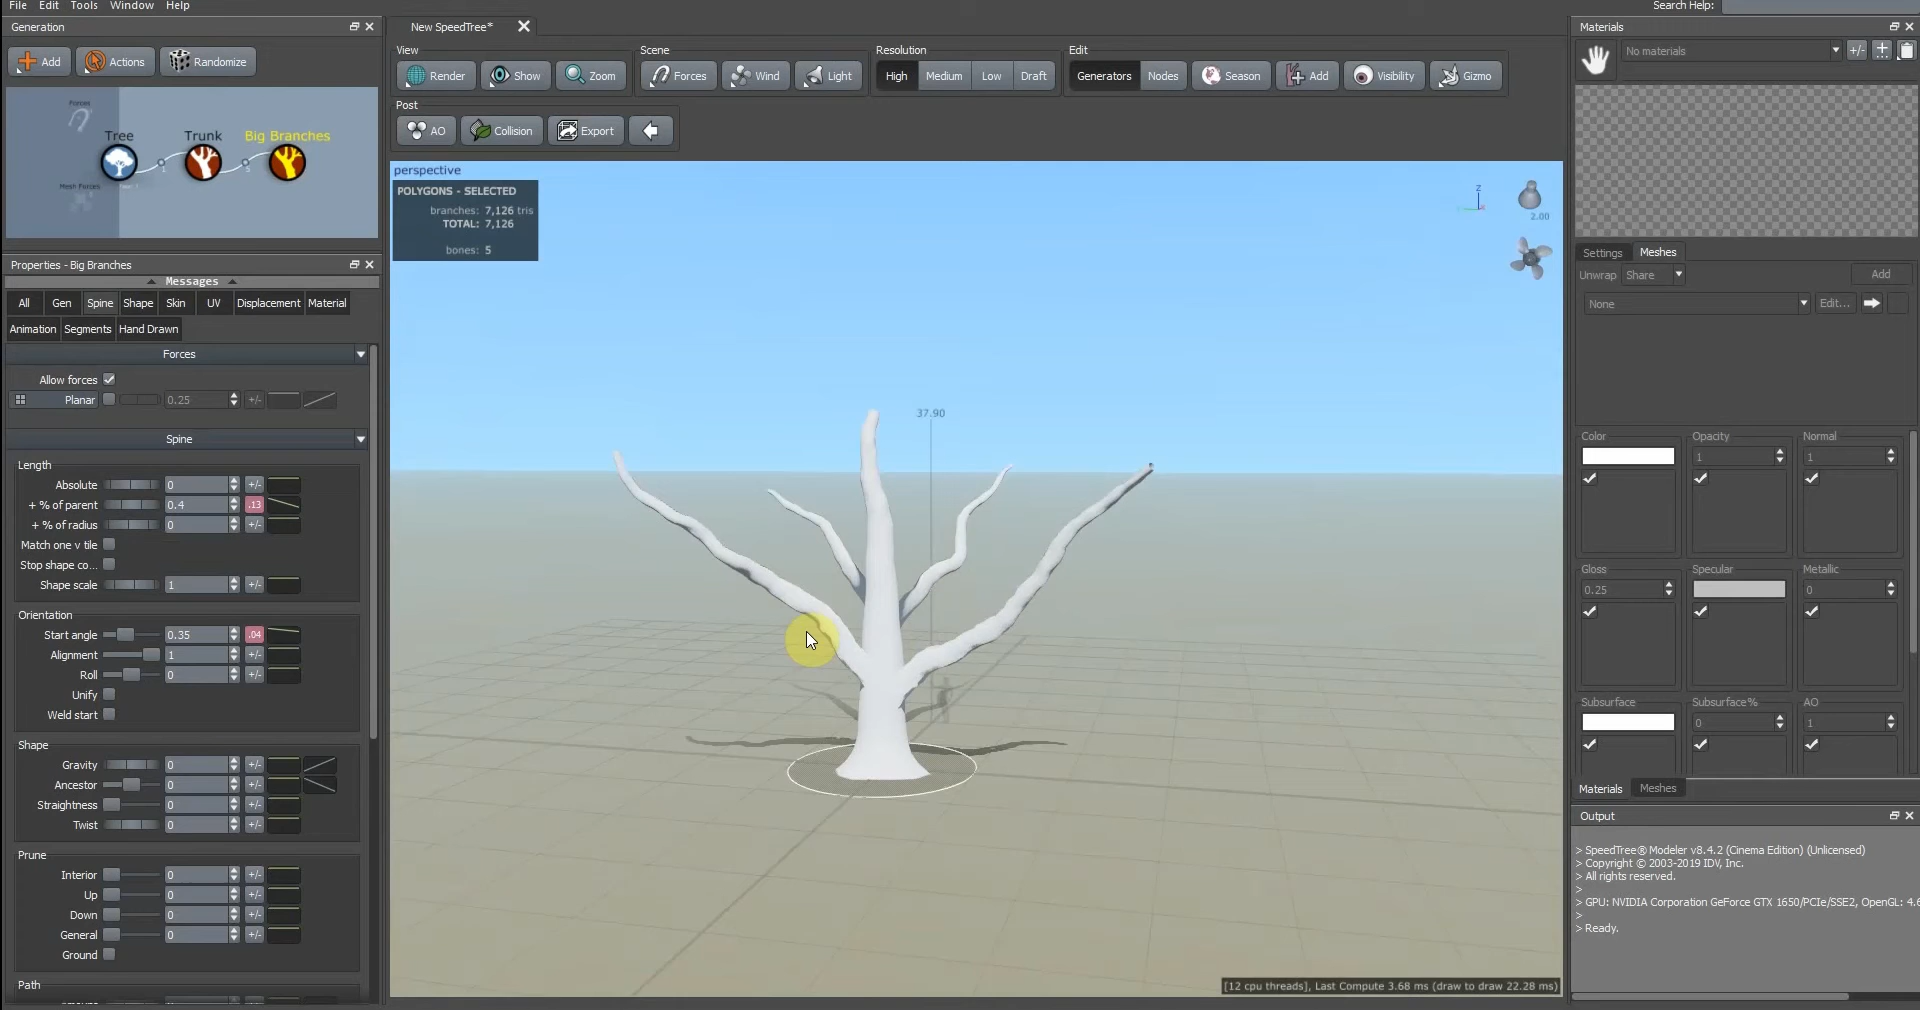 File Edit Tools Window Help
Search Help:
Generation
New SpeedTree*
Materials
Add Actions Randomize
View Scene Resolution Edit
Render Show Zoom Forces Wind Light High Medium Low Draft Generators Nodes Season Add Visibility Gizmo
No materials +/-
Post
AO Collision Export
Forces
Tree Trunk Big Branches
Mesh Forces
1 5
perspective
POLYGONS - SELECTED
branches: 7,126 tris
TOTAL: 7,126
bones: 5
Z
2.00
Properties - Big Branches
Messages
All Gen Spine Shape Skin UV Displacement Material
Animation Segments Hand Drawn
Forces
Allow forces
Planar 0.25 +/-
Spine
Length
Absolute 0 +/-
+ % of parent 0.4 .13
+ % of radius 0 +/-
Match one v tile
Stop shape co...
Shape scale 1 +/-
Orientation
Start angle 0.35 .04
Alignment 1 +/-
Roll 0 +/-
Unify
Weld start
Shape
Gravity 0 +/-
Ancestor 0 +/-
Straightness 0 +/-
Twist 0 +/-
Prune
Interior 0 +/-
Up 0 +/-
Down 0 +/-
General 0 +/-
Ground
Path
37.90
[12 cpu threads], Last Compute 3.68 ms (draw to draw 22.28 ms)
Settings Meshes
Unwrap Share Add
None Edit...
Color Opacity Normal
1 1
Gloss Specular Metallic
0.25 0
Subsurface Subsurface% AO
0 1
Materials Meshes
Output
> SpeedTree® Modeler v8.4.2 (Cinema Edition) (Unlicensed)
> Copyright © 2003-2019 IDV, Inc.
> All rights reserved.
>
> GPU: NVIDIA Corporation GeForce GTX 1650/PCIe/SSE2, OpenGL: 4.6
>
> Ready.